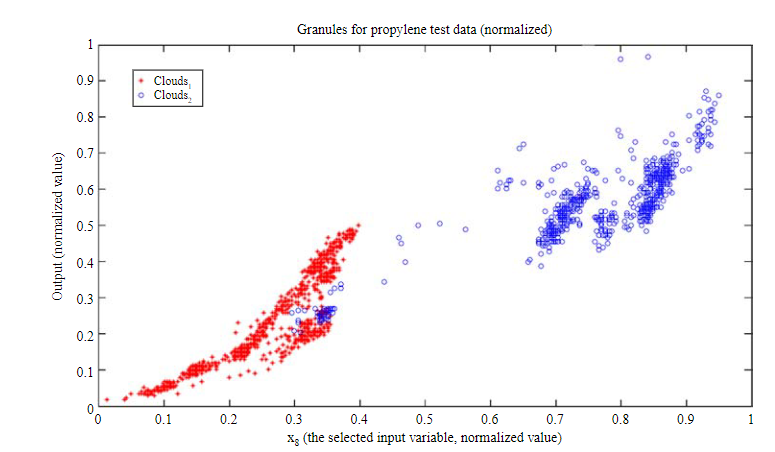 Granules for propylene test data (normalized)
1
0.9
0.8
0.7
0.6
0.5
0.4
0.3
0.2
0.1
0
Output (normalized value)
Clouds₁
Clouds₂
0 0.1 0.2 0.3 0.4 0.5 0.6 0.7 0.8 0.9 1
x₈ (the selected input variable, normalized value)